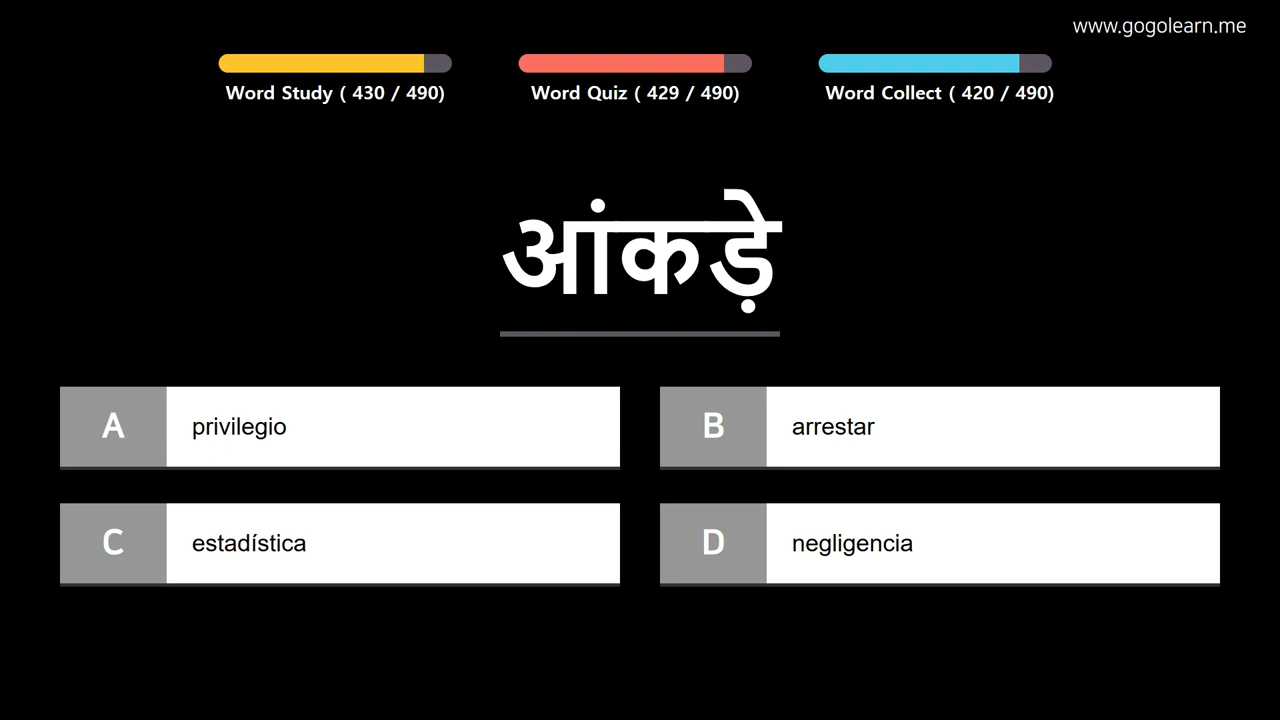 www.gogolearn.me
Word Study ( 430 / 490)
Word Quiz ( 429 / 490)
Word Collect ( 420 / 490)
आंकड़े
A privilegio
B arrestar
C estadística
D negligencia